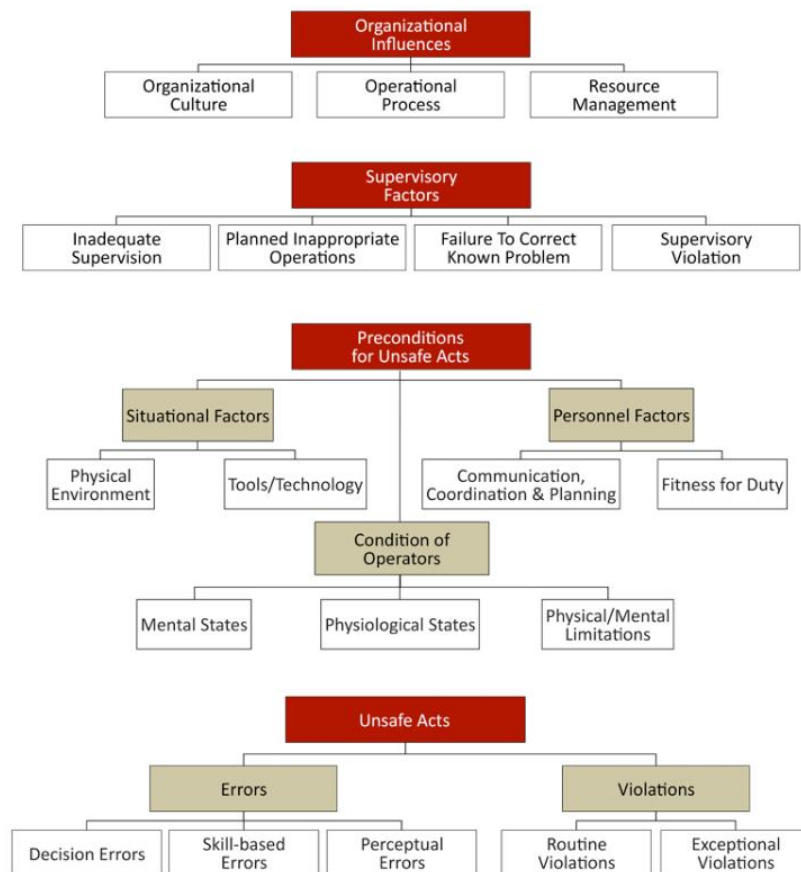 Organizational
Influences
Organizational
Culture
Operational
Process
Resource
Management
Supervisory
Factors
Inadequate
Supervision
Planned Inappropriate
Operations
Failure To Correct
Known Problem
Supervisory
Violation
Preconditions
for Unsafe Acts
Situational Factors
Personnel Factors
Physical
Environment
Tools/Technology
Communication,
Coordination & Planning
Fitness for Duty
Condition of
Operators
Mental States
Physiological States
Physical/Mental
Limitations
Unsafe Acts
Errors
Violations
Decision Errors
Skill-based
Errors
Perceptual
Errors
Routine
Violations
Exceptional
Violations